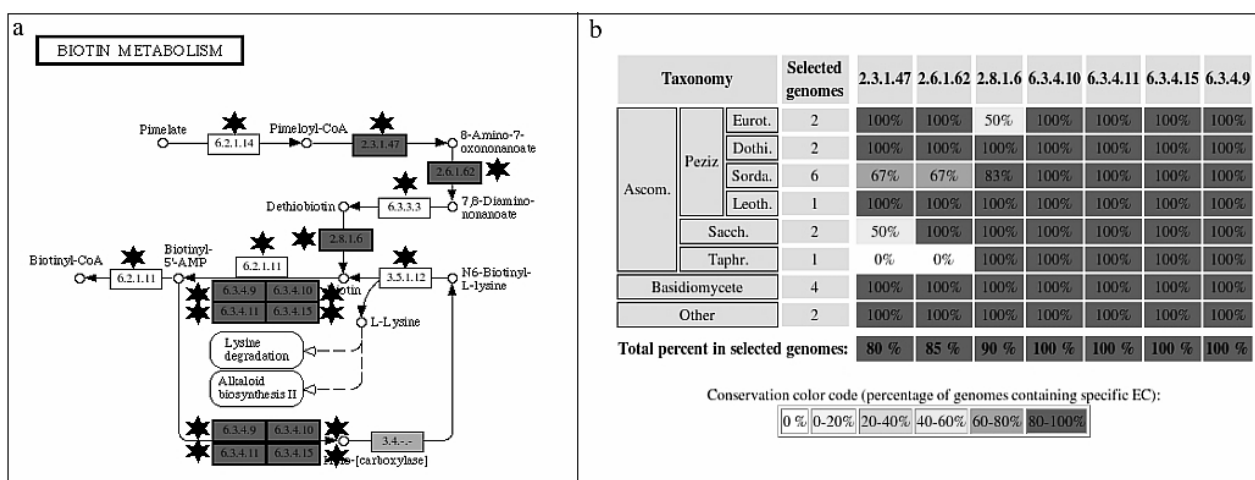 a
BIOTIN METABOLISM
Pimelate
6.2.1.14
Pimeloyl-CoA
2.3.1.47
8-Amino-7-
oxononanoate
2.6.1.62
Dethiobiotin
6.3.3.3
7,8-Diamino-
nonanoate
2.8.1.6
Biotinyl-CoA
6.2.1.11
Biotinyl-
5'-AMP
6.2.1.11
3.5.1.12
N6-Biotinyl-
L-lysine
6.3.4.9 6.3.4.10
6.3.4.11 6.3.4.15
L-Lysine
Lysine
degradation
Alkaloid
biosynthesis II
6.3.4.9 6.3.4.10
6.3.4.11 6.3.4.15
3.4.-.-
[carboxylase]
b
Taxonomy Selected genomes 2.3.1.47 2.6.1.62 2.8.1.6 6.3.4.10 6.3.4.11 6.3.4.15 6.3.4.9
Ascom. Peziz Eurot. 2 100% 100% 50% 100% 100% 100% 100%
Dothi. 2 100% 100% 100% 100% 100% 100% 100%
Sorda. 6 67% 67% 83% 100% 100% 100% 100%
Leoth. 1 100% 100% 100% 100% 100% 100% 100%
Sacch. 2 50% 100% 100% 100% 100% 100% 100%
Taphr. 1 0% 0% 100% 100% 100% 100% 100%
Basidiomycete 4 100% 100% 100% 100% 100% 100% 100%
Other 2 100% 100% 100% 100% 100% 100% 100%
Total percent in selected genomes: 80 % 85 % 90 % 100 % 100 % 100 % 100 %
Conservation color code (percentage of genomes containing specific EC):
0 % 0-20% 20-40% 40-60% 60-80% 80-100%